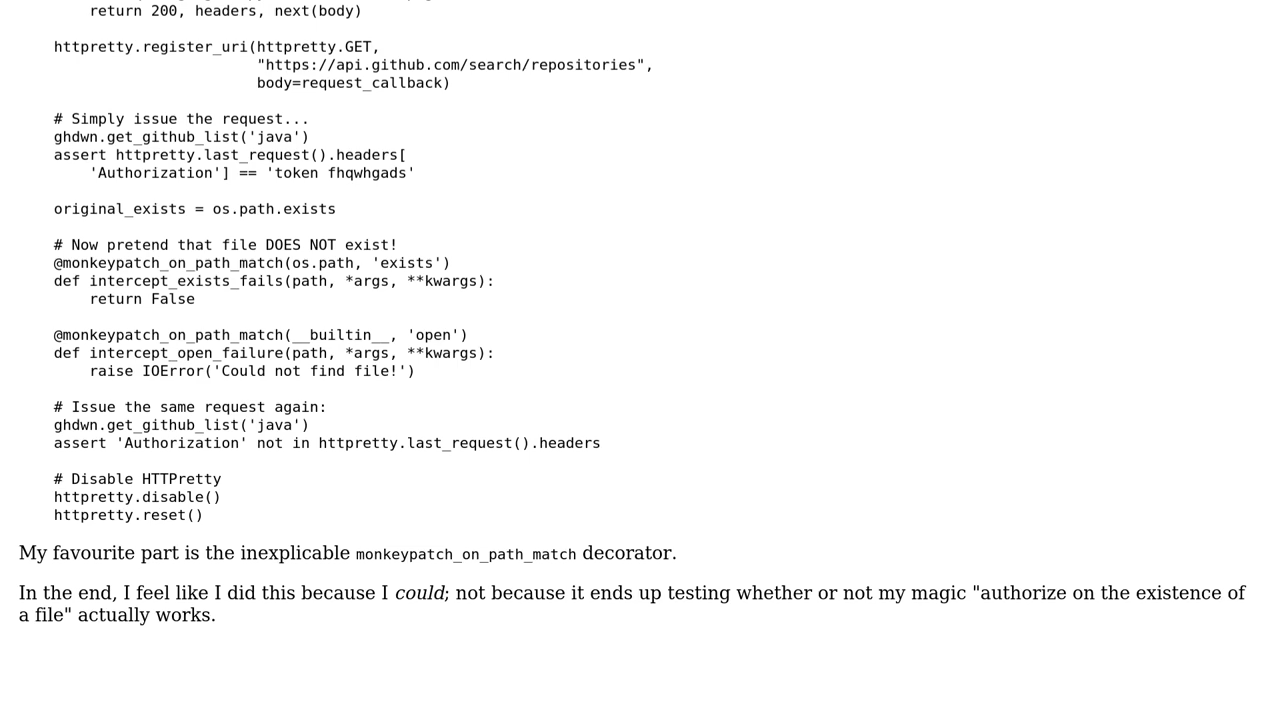 return 200, headers, next(body)
httpretty.register_uri(httpretty.GET,
"https://api.github.com/search/repositories",
body=request_callback)
# Simply issue the request...
ghdwn.get_github_list('java')
assert httpretty.last_request().headers[
'Authorization'] == 'token fhqwhgads'
original_exists = os.path.exists
# Now pretend that file DOES NOT exist!
@monkeypatch_on_path_match(os.path, 'exists')
def intercept_exists_fails(path, *args, **kwargs):
return False
@monkeypatch_on_path_match(__builtin__, 'open')
def intercept_open_failure(path, *args, **kwargs):
raise IOError('Could not find file!')
# Issue the same request again:
ghdwn.get_github_list('java')
assert 'Authorization' not in httpretty.last_request().headers
# Disable HTTPretty
httpretty.disable()
httpretty.reset()
My favourite part is the inexplicable monkeypatch_on_path_match decorator.
In the end, I feel like I did this because I could; not because it ends up testing whether or not my magic "authorize on the existence of
a file" actually works.